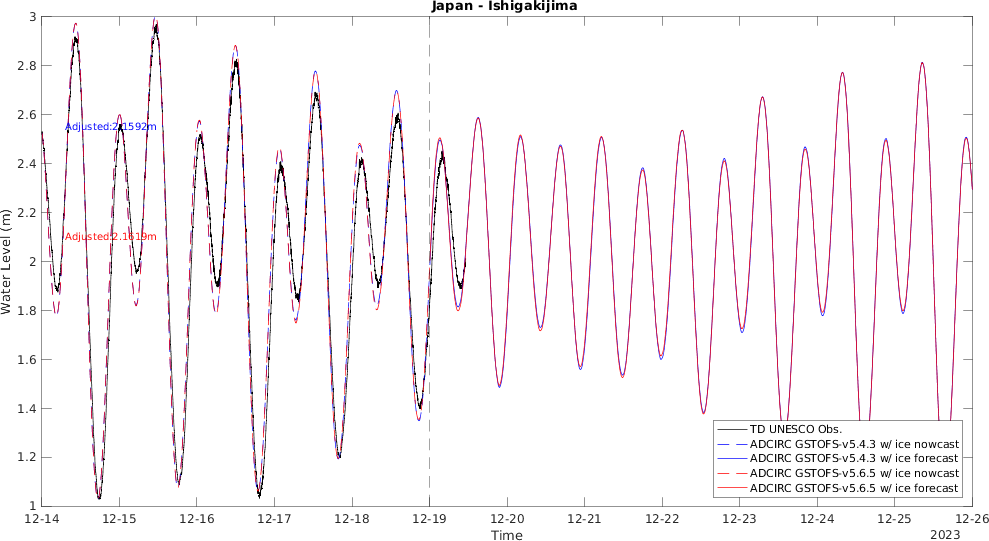 Japan - Ishigakijima
3
2.8
2.6
2.4
2.2
2
1.8
1.6
1.4
1.2
1
Water Level (m)
Adjusted:2.1592m
Adjusted:2.1619m
TD UNESCO Obs.
ADCIRC GSTOFS-v5.4.3 w/ ice nowcast
ADCIRC GSTOFS-v5.4.3 w/ ice forecast
ADCIRC GSTOFS-v5.6.5 w/ ice nowcast
ADCIRC GSTOFS-v5.6.5 w/ ice forecast
12-14 12-15 12-16 12-17 12-18 12-19 12-20 12-21 12-22 12-23 12-24 12-25 12-26
Time
2023